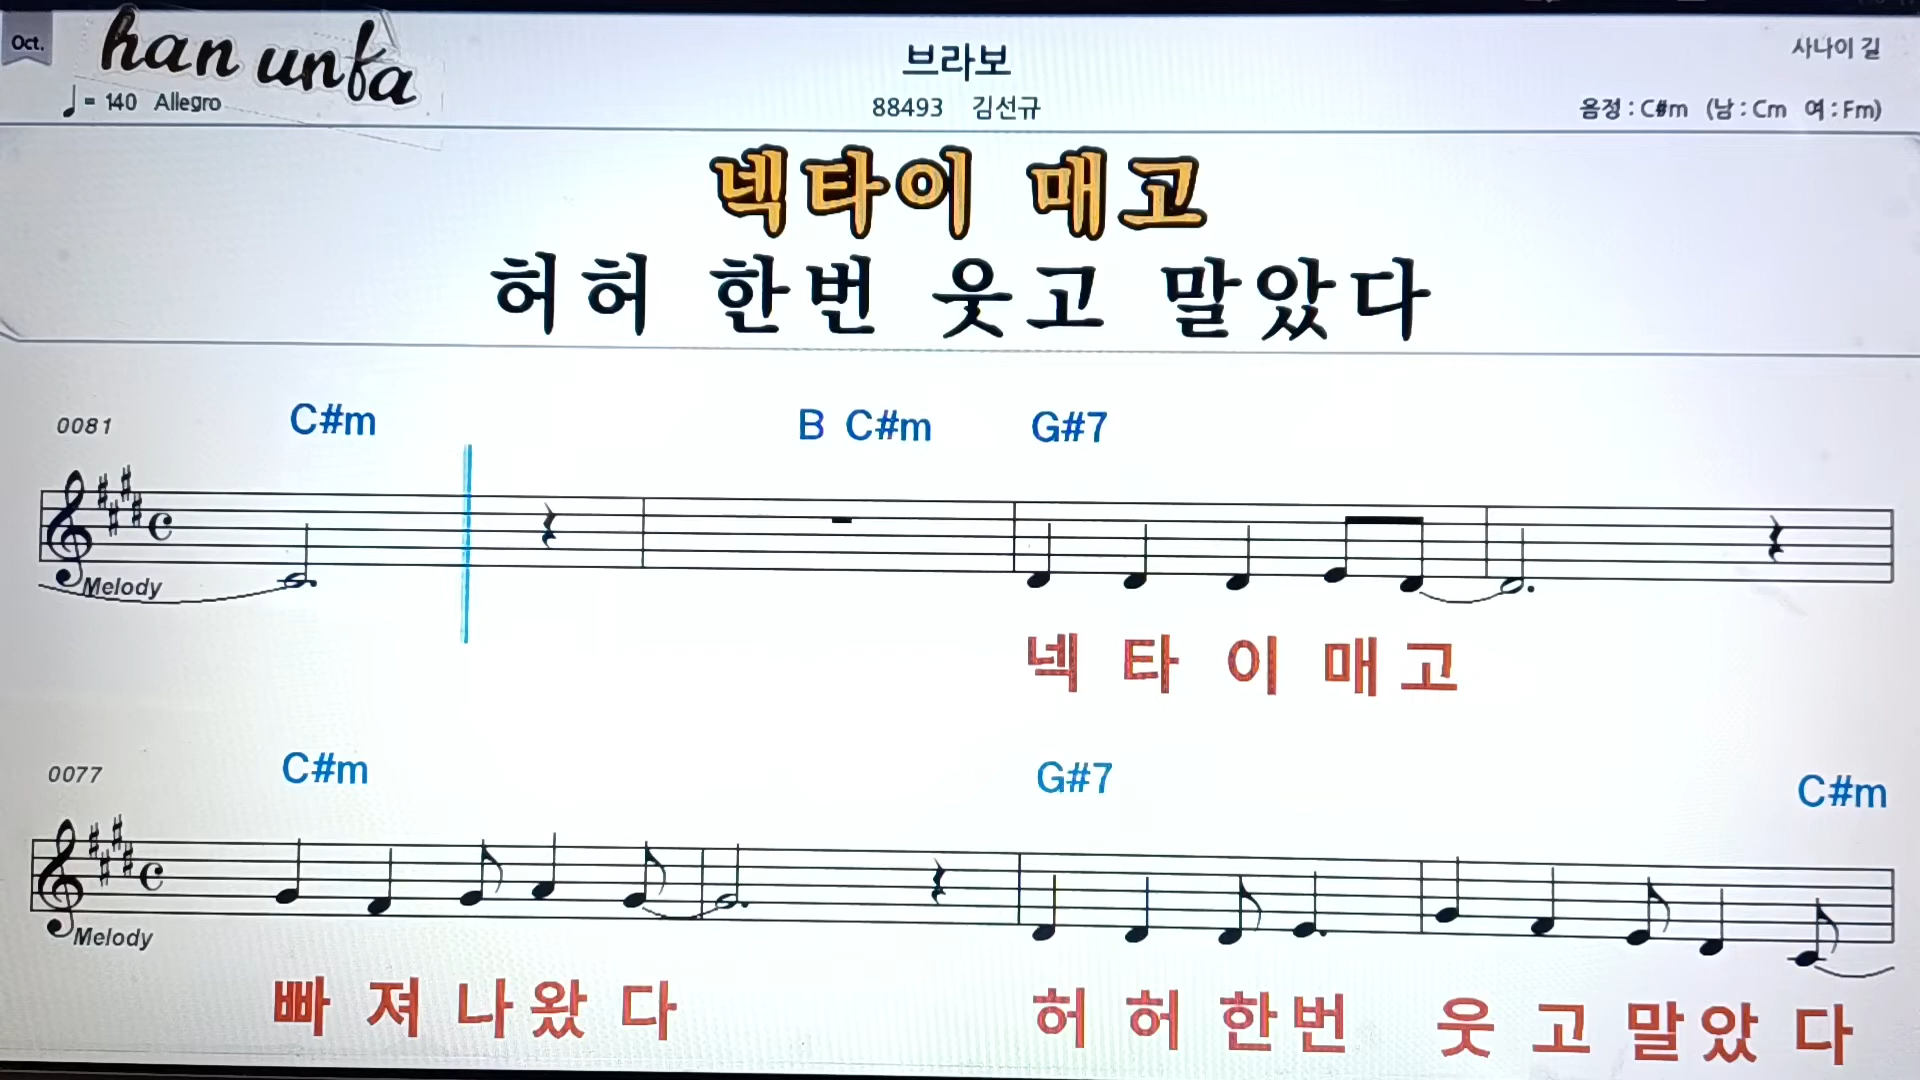 Oct.
han unfa
♩ = 140 Allegro
브라보
88493 김선규
사나이 길
음정 : C#m (남 : Cm 여 : Fm)
넥타이 매고
허허 한번 웃고 말았다
0081 C#m B C#m G#7
Melody
넥 타 이 매 고
0077 C#m G#7 C#m
Melody
빠 져 나 왔 다 허 허 한 번 웃 고 말 았 다